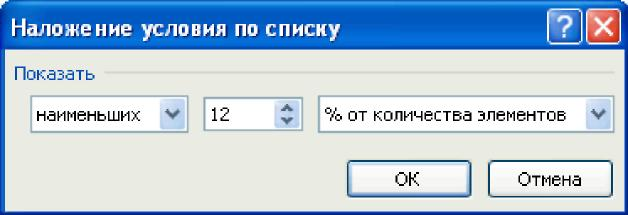 Наложение условия по списку
Показать
наименьших 12 % от количества элементов
ОК Отмена